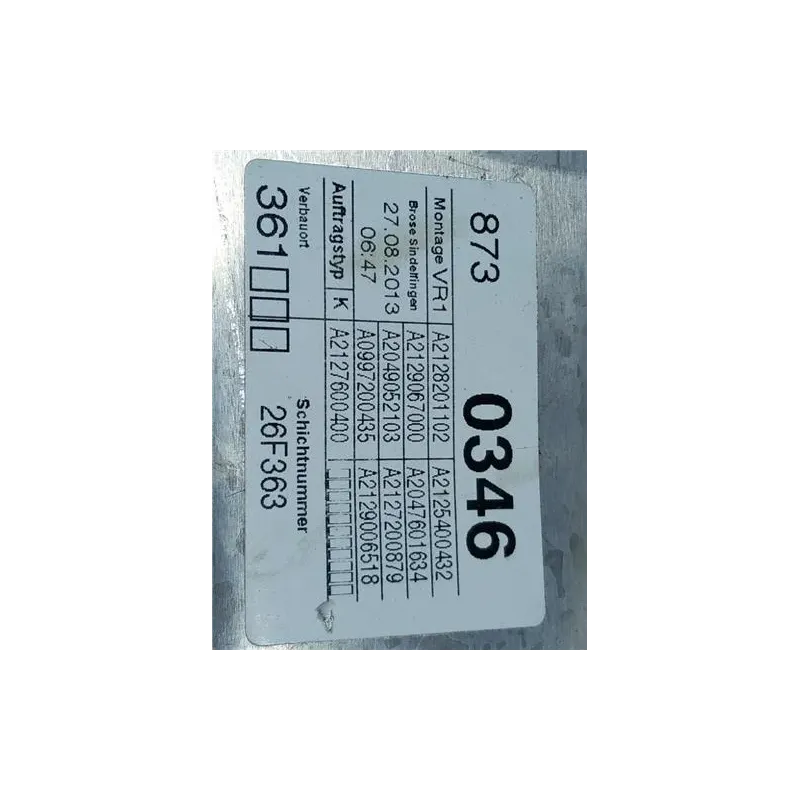 873 0346
Montage VR1 A2128201102 A2125400432
Brose Sindelfingen A2129067000 A2047601634
27.08.2013 A2049052103 A2127200879
06:47 A0997200435 A2129006518
Auftragstyp K A2127600400
Verbauort Schichtnummer
361 26F363